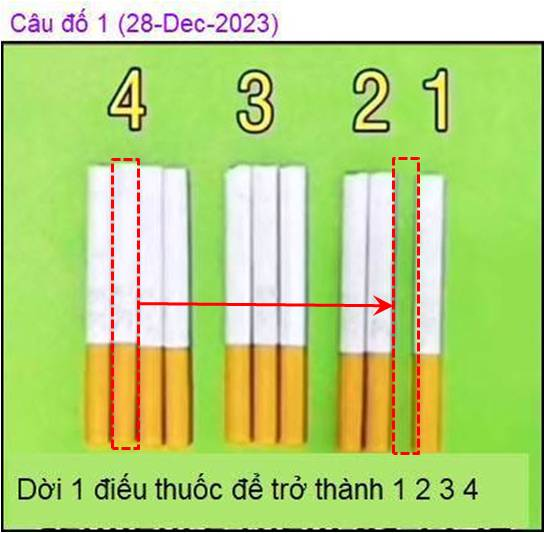 Câu đố 1 (28-Dec-2023)
4 3 2 1
Dời 1 điếu thuốc để trở thành 1 2 3 4